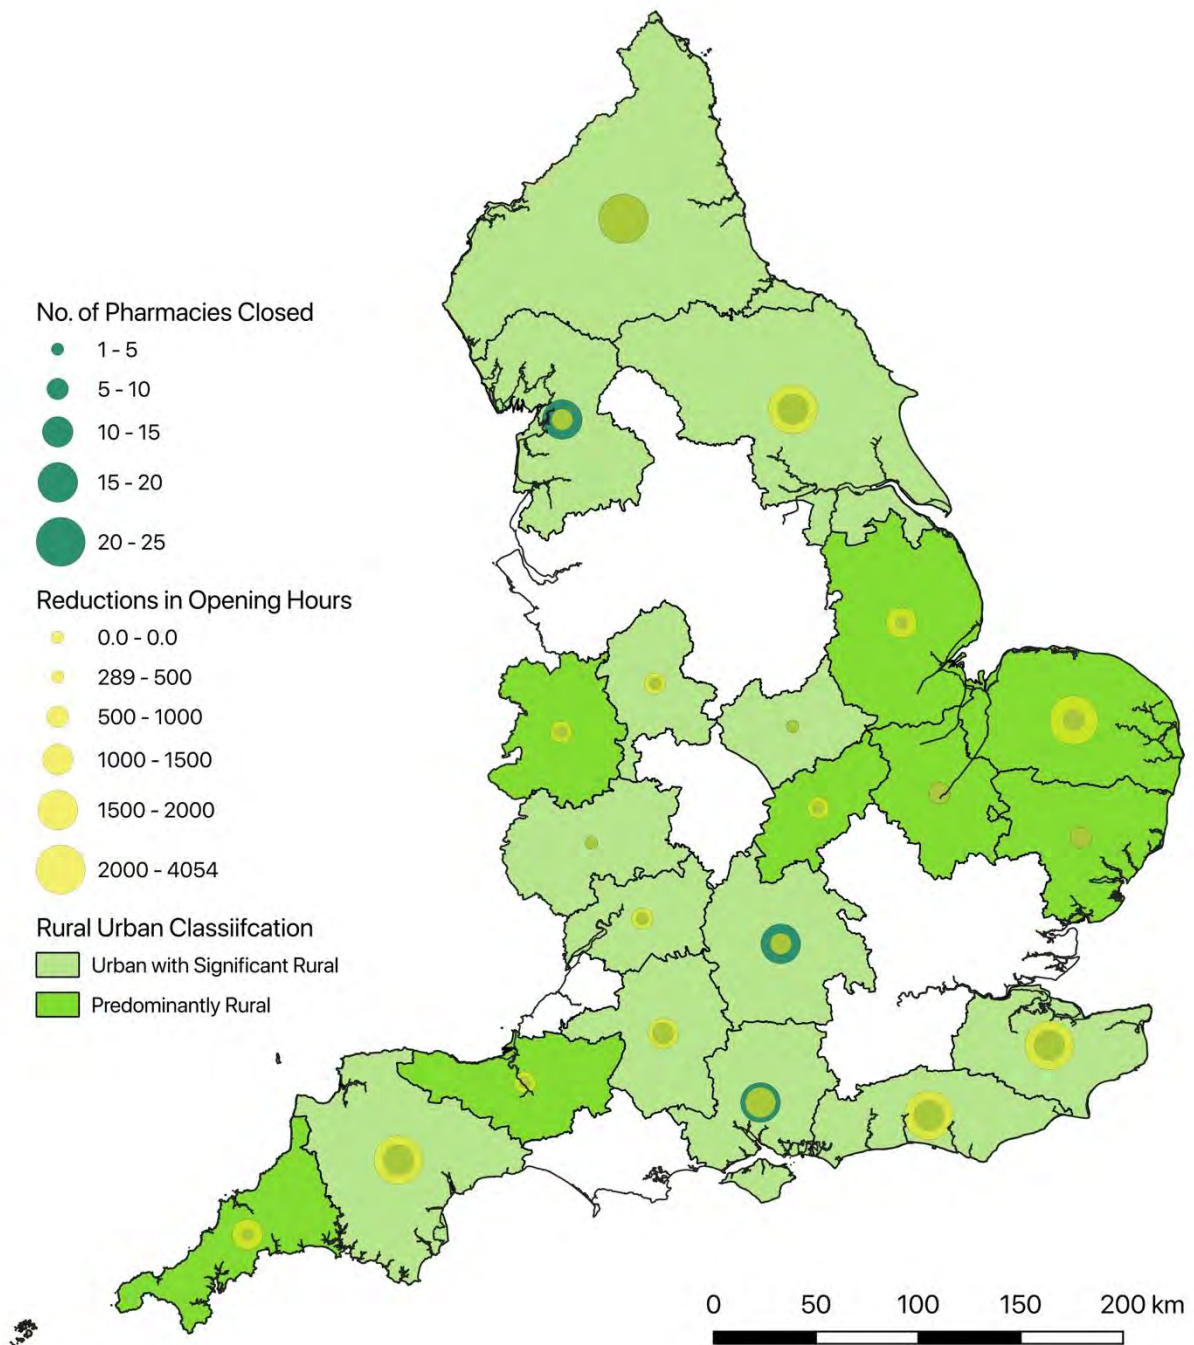 No. of Pharmacies Closed
1 - 5
5 - 10
10 - 15
15 - 20
20 - 25
Reductions in Opening Hours
0.0 - 0.0
289 - 500
500 - 1000
1000 - 1500
1500 - 2000
2000 - 4054
Rural Urban Classiifcation
Urban with Significant Rural
Predominantly Rural
0 50 100 150 200 km